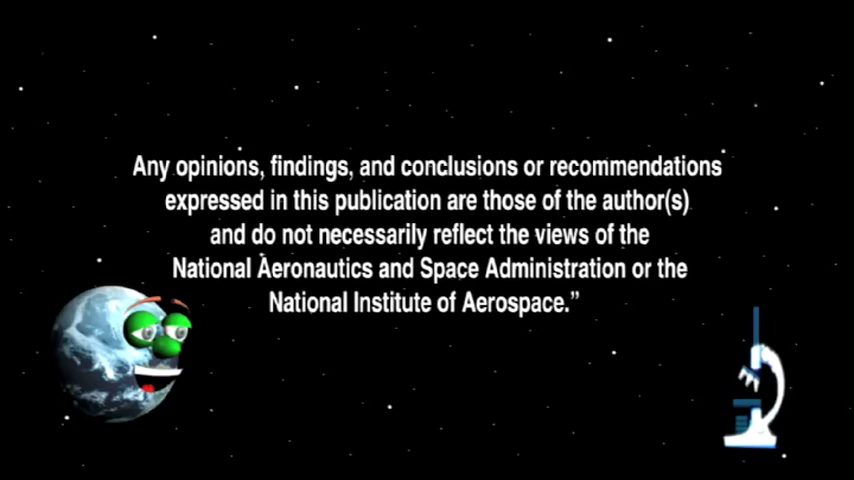 Any opinions, findings, and conclusions or recommendations
expressed in this publication are those of the author(s)
and do not necessarily reflect the views of the
National Aeronautics and Space Administration or the
National Institute of Aerospace.”